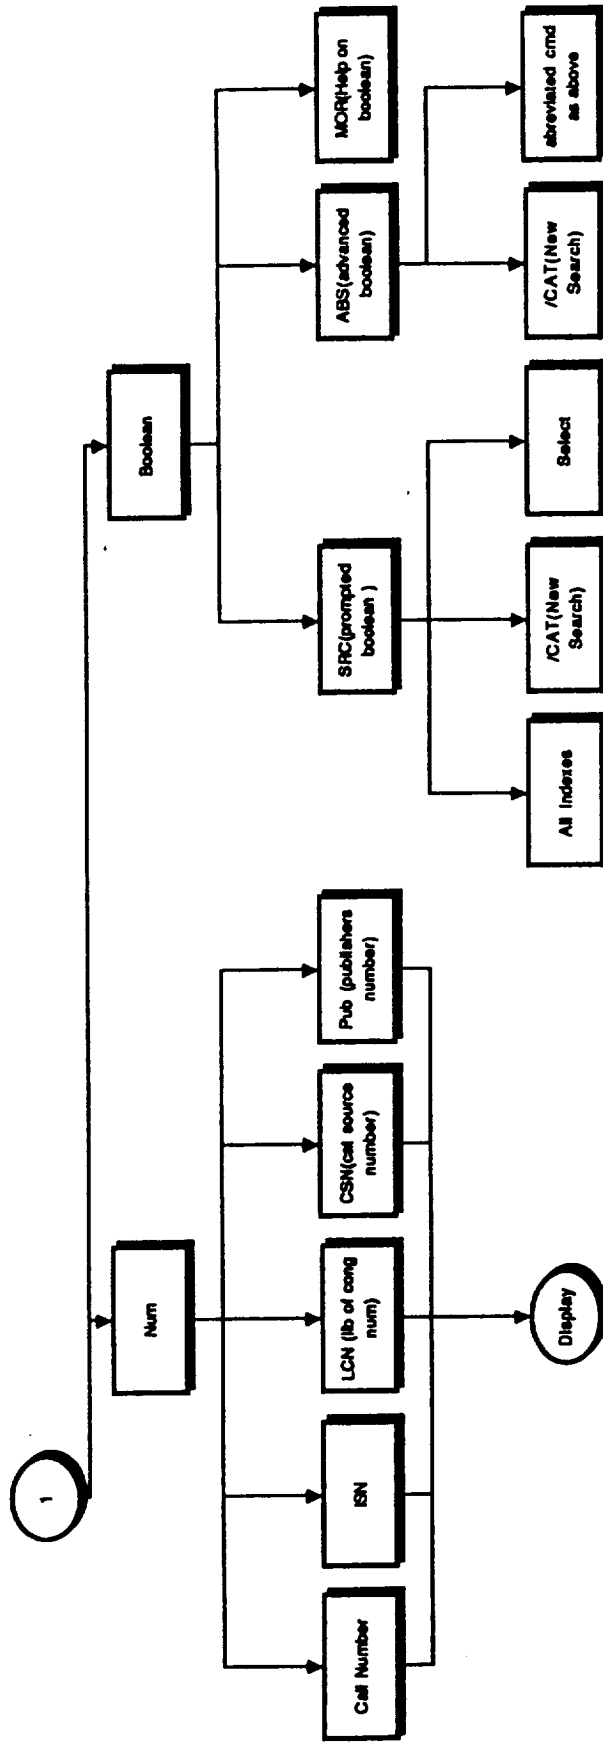 1
Num
Boolean
Call Number
ISN
LCN (lib of cong
num)
CSN(cal source
number)
Pub (publishers
number)
SRC(prompted
boolean )
ABS(advanced
boolean)
MOR(Help on
boolean)
Display
All Indexes
/CAT(New
Search)
Select
/CAT(New
Search)
abreviated cmd
as above